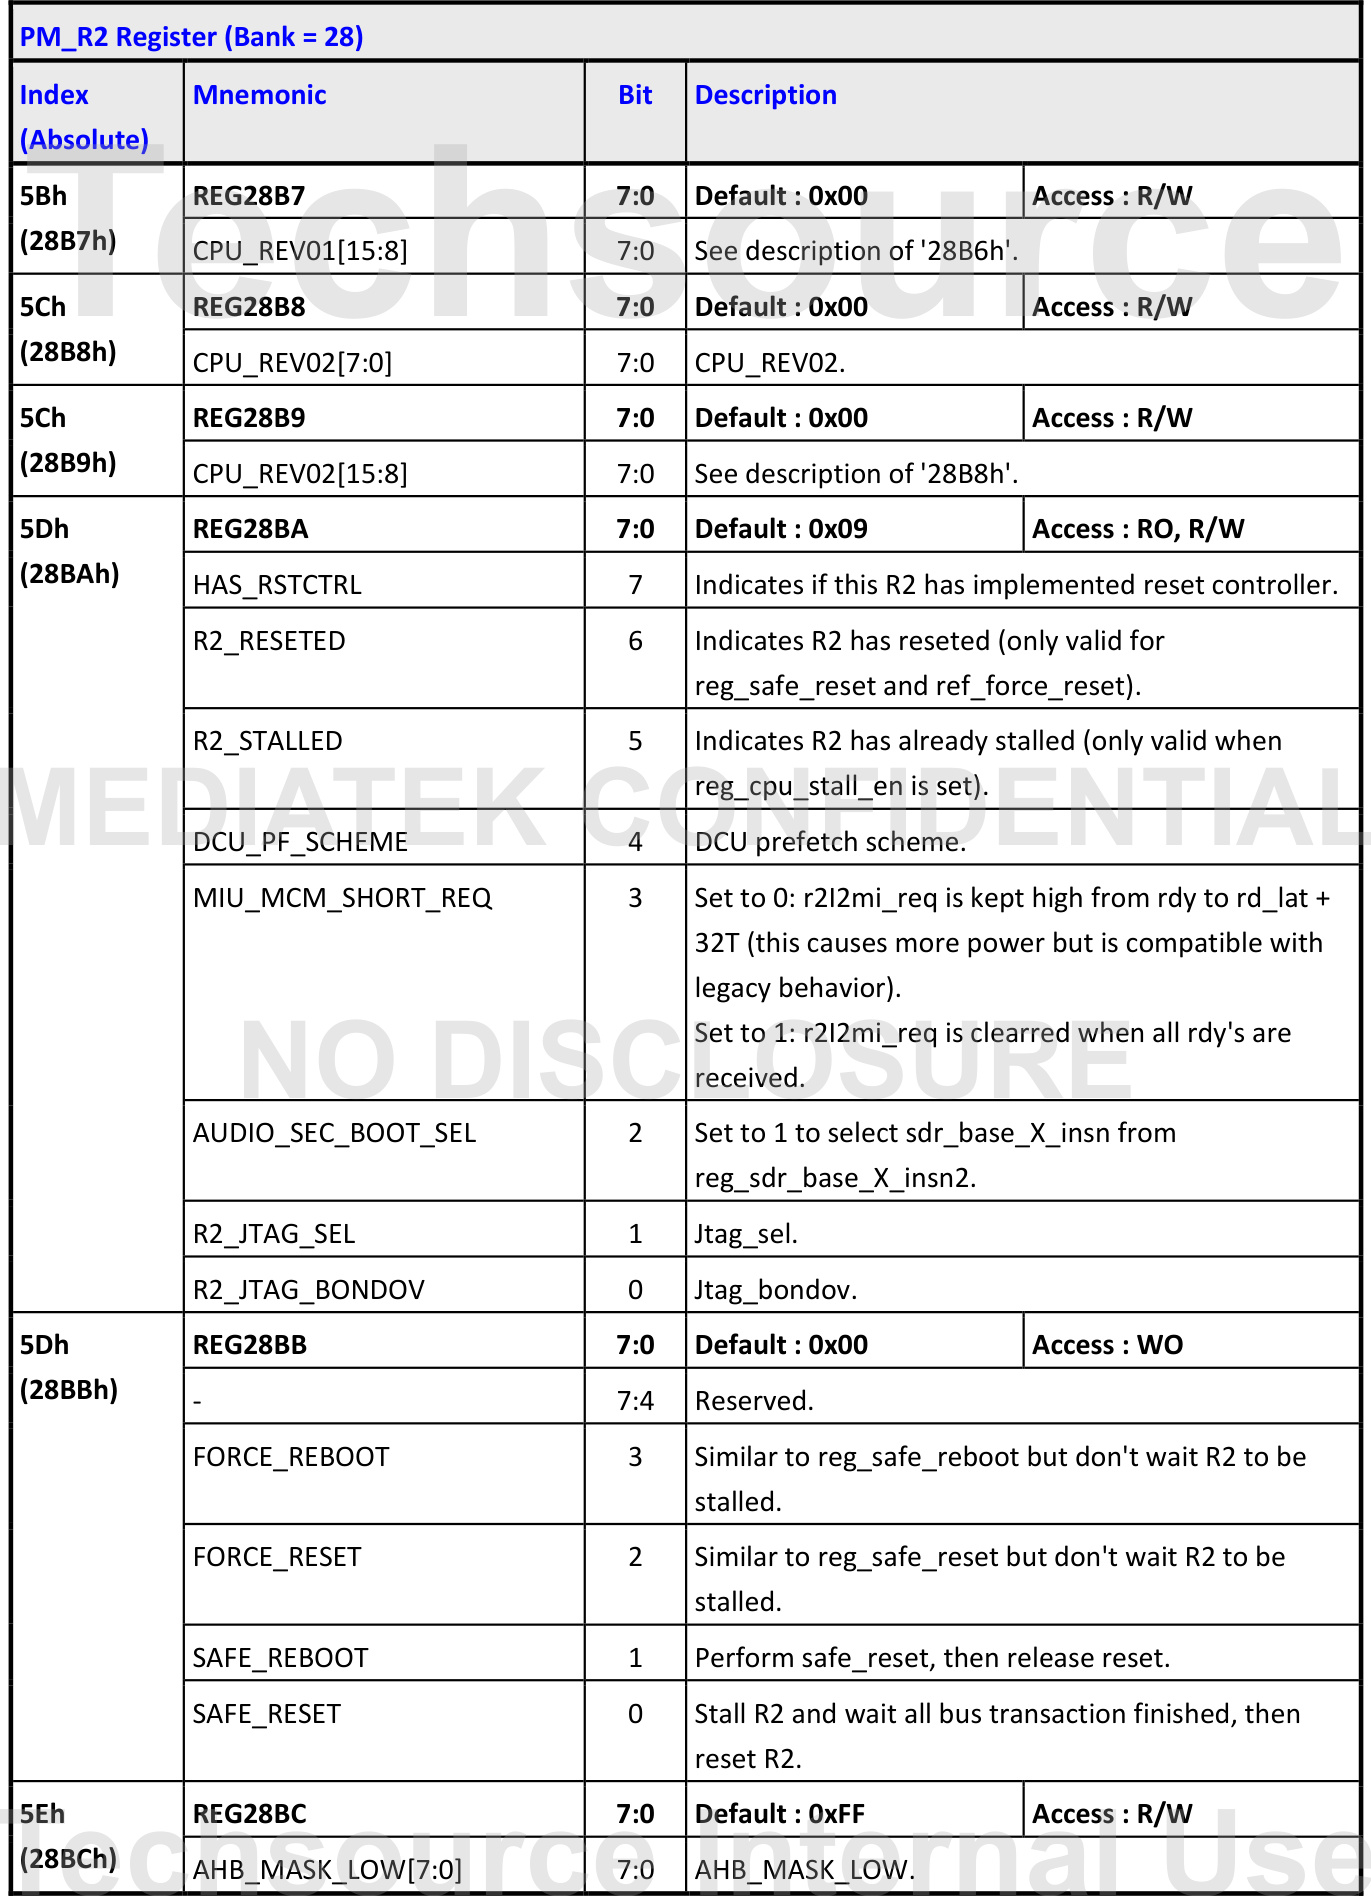 PM_R2 Register (Bank = 28)
Index
(Absolute)
Mnemonic
Bit
Description
5Bh
(28B7h)
REG28B7
7:0
Default : 0x00
Access : R/W
CPU_REV01[15:8]
7:0
See description of '28B6h'.
5Ch
(28B8h)
REG28B8
7:0
Default : 0x00
Access : R/W
CPU_REV02[7:0]
7:0
CPU_REV02.
5Ch
(28B9h)
REG28B9
7:0
Default : 0x00
Access : R/W
CPU_REV02[15:8]
7:0
See description of '28B8h'.
5Dh
(28BAh)
REG28BA
7:0
Default : 0x09
Access : RO, R/W
HAS_RSTCTRL
7
Indicates if this R2 has implemented reset controller.
R2_RESETED
6
Indicates R2 has reseted (only valid for
reg_safe_reset and ref_force_reset).
R2_STALLED
5
Indicates R2 has already stalled (only valid when
reg_cpu_stall_en is set).
DCU_PF_SCHEME
4
DCU prefetch scheme.
MIU_MCM_SHORT_REQ
3
Set to 0: r2I2mi_req is kept high from rdy to rd_lat +
32T (this causes more power but is compatible with
legacy behavior).
Set to 1: r2I2mi_req is clearred when all rdy's are
received.
AUDIO_SEC_BOOT_SEL
2
Set to 1 to select sdr_base_X_insn from
reg_sdr_base_X_insn2.
R2_JTAG_SEL
1
Jtag_sel.
R2_JTAG_BONDOV
0
Jtag_bondov.
5Dh
(28BBh)
REG28BB
7:0
Default : 0x00
Access : WO
-
7:4
Reserved.
FORCE_REBOOT
3
Similar to reg_safe_reboot but don't wait R2 to be
stalled.
FORCE_RESET
2
Similar to reg_safe_reset but don't wait R2 to be
stalled.
SAFE_REBOOT
1
Perform safe_reset, then release reset.
SAFE_RESET
0
Stall R2 and wait all bus transaction finished, then
reset R2.
5Eh
(28BCh)
REG28BC
7:0
Default : 0xFF
Access : R/W
AHB_MASK_LOW[7:0]
7:0
AHB_MASK_LOW.
Techsource
MEDIATEK CONFIDENTIAL
NO DISCLOSURE
Techsource Internal Use